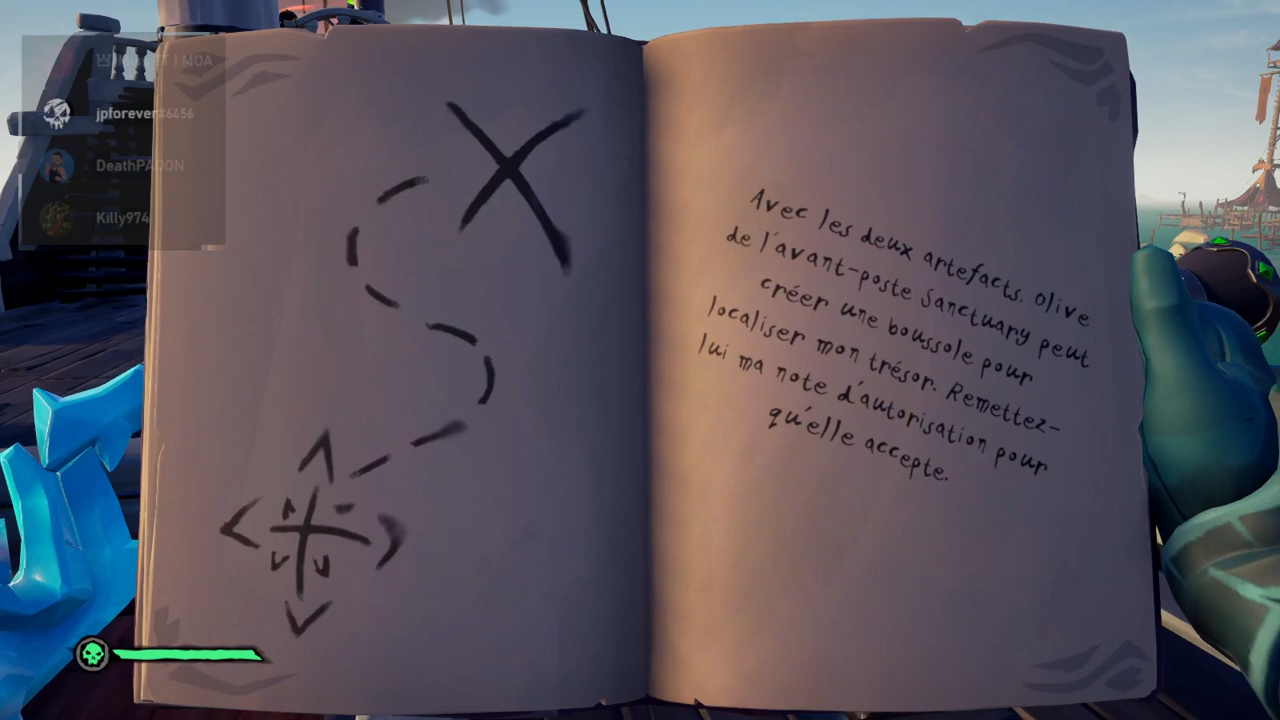 jpforever#6456
DeathPADON
Killy974
Avec les deux artefacts, Olive
de l'avant-poste Sanctuary peut
créer une boussole pour
localiser mon trésor. Remettez-
lui ma note d'autorisation pour
qu'elle accepte.